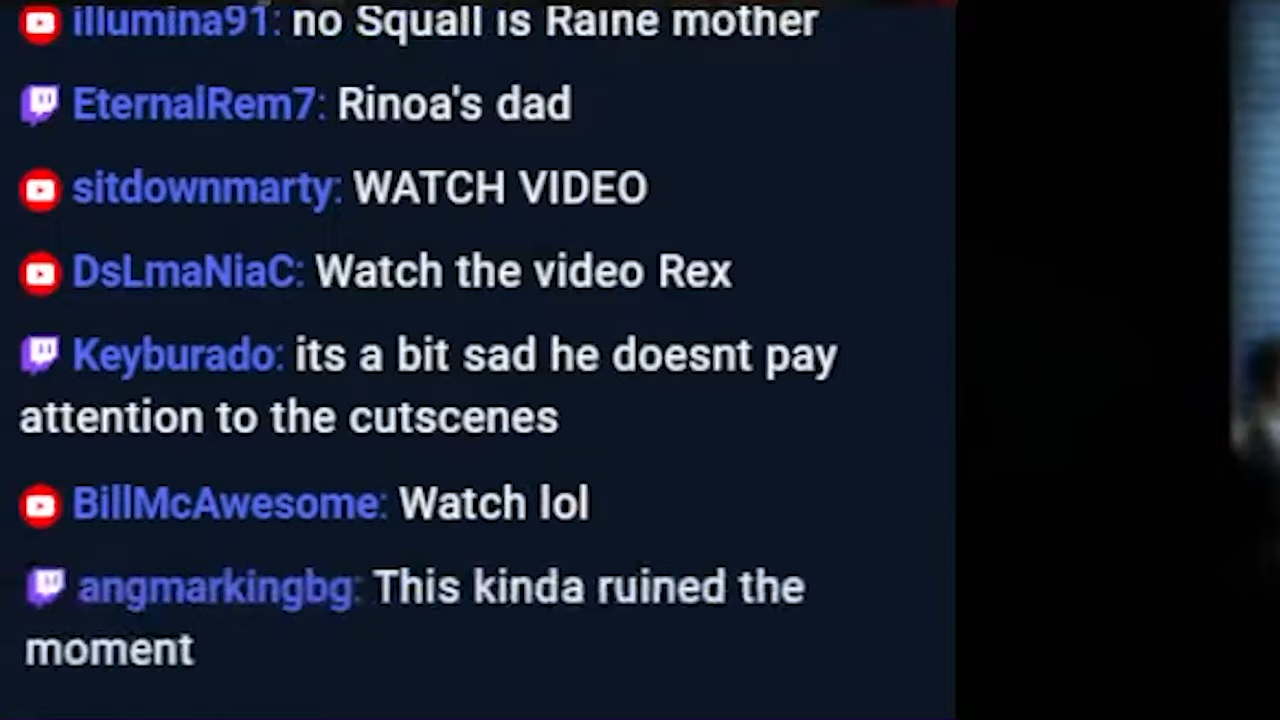 illumina91: no Squall is Raine mother
EternalRem7: Rinoa's dad
sitdownmarty: WATCH VIDEO
DsLmaNiaC: Watch the video Rex
Keyburado: its a bit sad he doesnt pay
attention to the cutscenes
BillMcAwesome: Watch lol
angmarkingbg: This kinda ruined the
moment